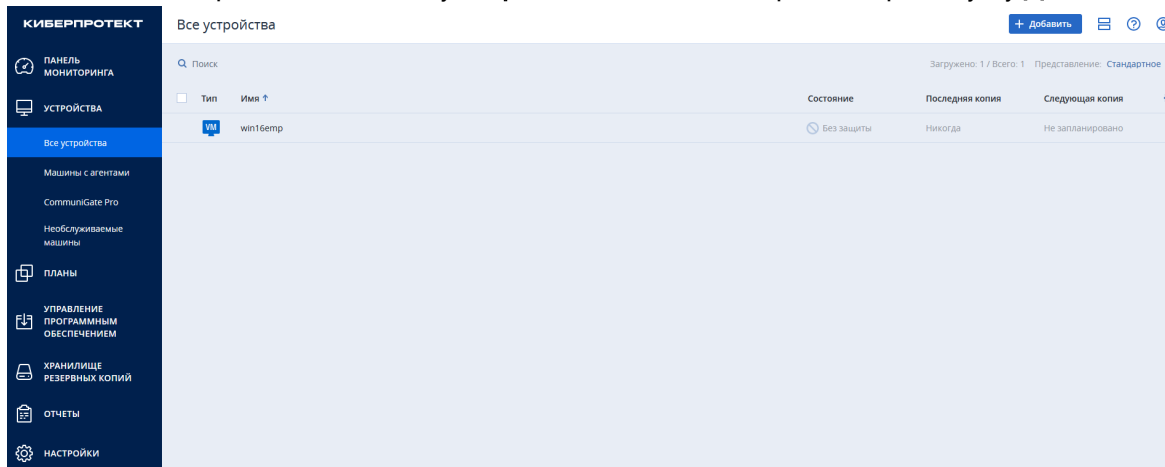 КИБЕРПРОТЕКТ
Все устройства
+ Добавить
ПАНЕЛЬ
МОНИТОРИНГА
УСТРОЙСТВА
Все устройства
Машины с агентами
CommuniGate Pro
Необслуживаемые
машины
ПЛАНЫ
УПРАВЛЕНИЕ
ПРОГРАММНЫМ
ОБЕСПЕЧЕНИЕМ
ХРАНИЛИЩЕ
РЕЗЕРВНЫХ КОПИЙ
ОТЧЕТЫ
НАСТРОЙКИ
Поиск
Загружено: 1 / Всего: 1 Представление: Стандартное
Тип Имя ↑ Состояние Последняя копия Следующая копия
VM win16emp Без защиты Никогда Не запланировано